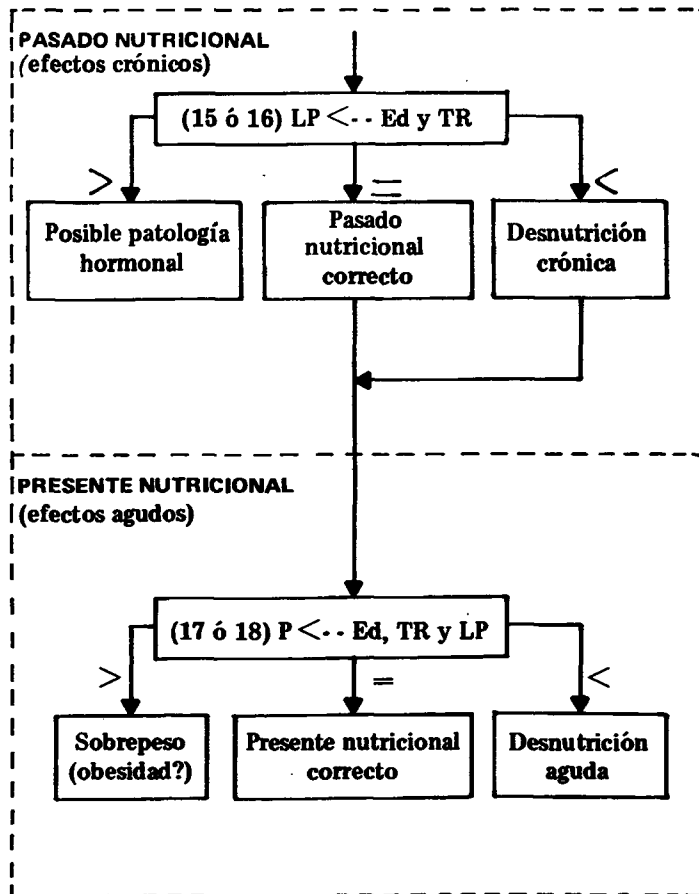 PASADO NUTRICIONAL
(efectos crónicos)
(15 ó 16) LP <-- Ed y TR
> = <
Posible patología
hormonal
Pasado
nutricional
correcto
Desnutrición
crónica
PRESENTE NUTRICIONAL
(efectos agudos)
(17 ó 18) P <-- Ed, TR y LP
> = <
Sobrepeso
(obesidad?)
Presente nutricional
correcto
Desnutrición
aguda